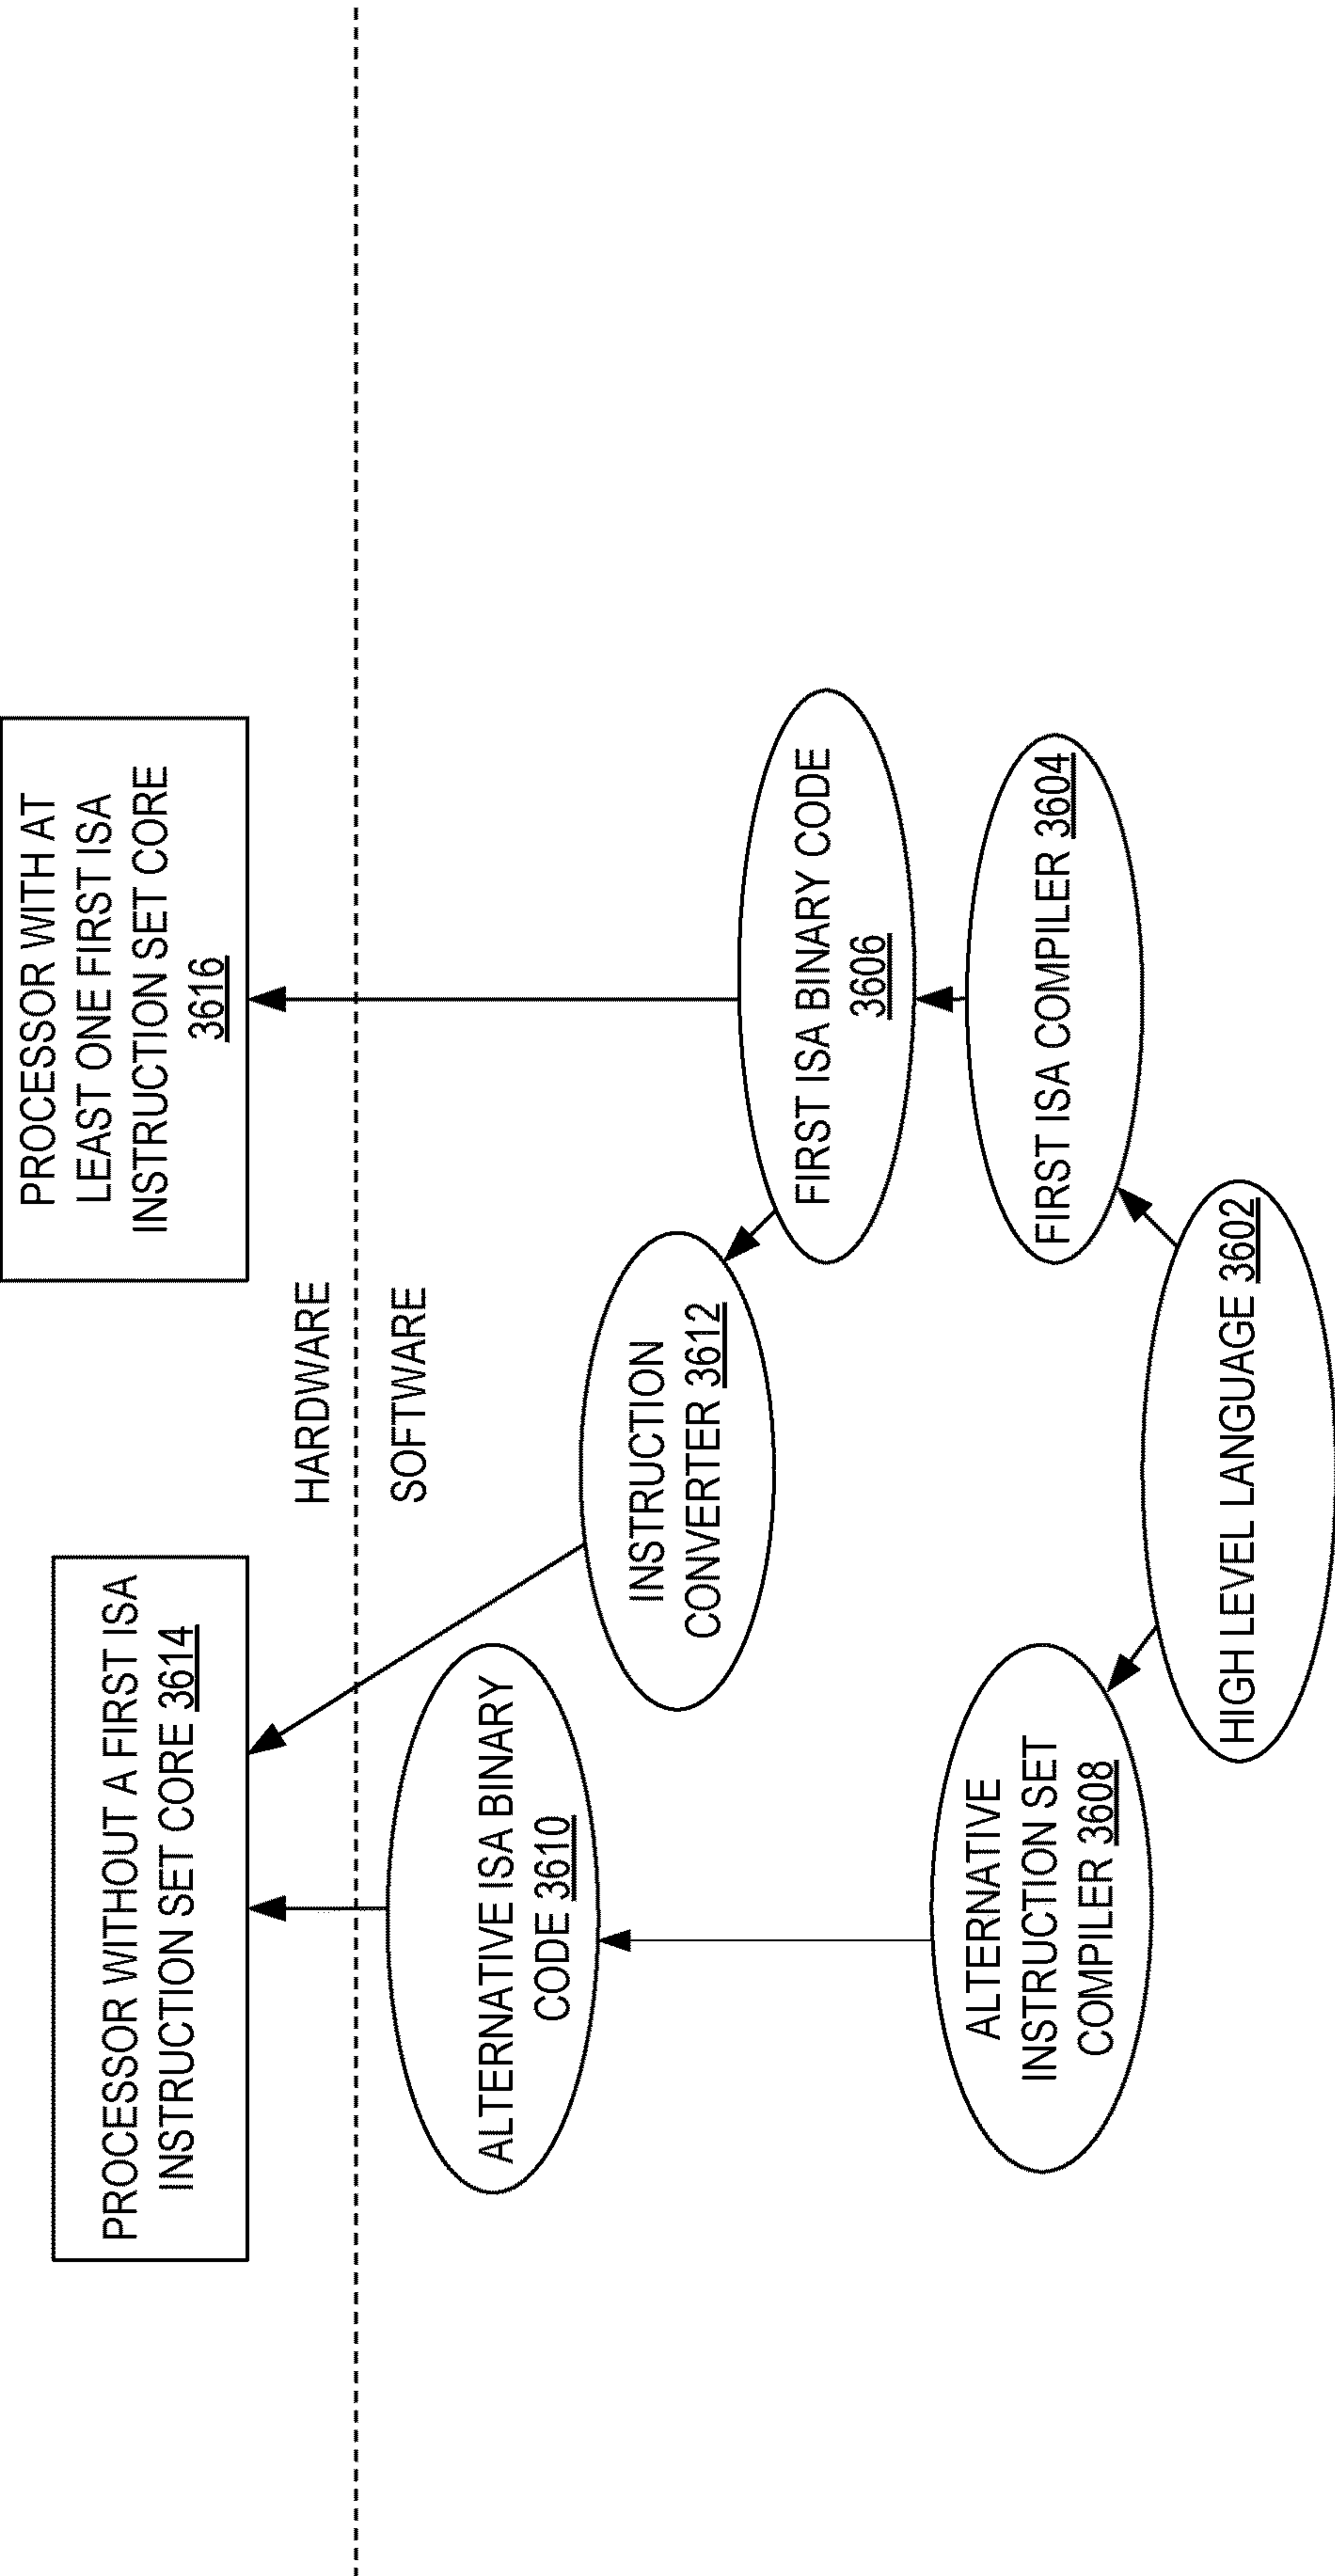 PROCESSOR WITHOUT A FIRST ISA
INSTRUCTION SET CORE 3614
PROCESSOR WITH AT
LEAST ONE FIRST ISA
INSTRUCTION SET CORE
3616
HARDWARE
SOFTWARE
ALTERNATIVE ISA BINARY
CODE 3610
INSTRUCTION
CONVERTER 3612
FIRST ISA BINARY CODE
3606
ALTERNATIVE
INSTRUCTION SET
COMPILER 3608
FIRST ISA COMPILER 3604
HIGH LEVEL LANGUAGE 3602